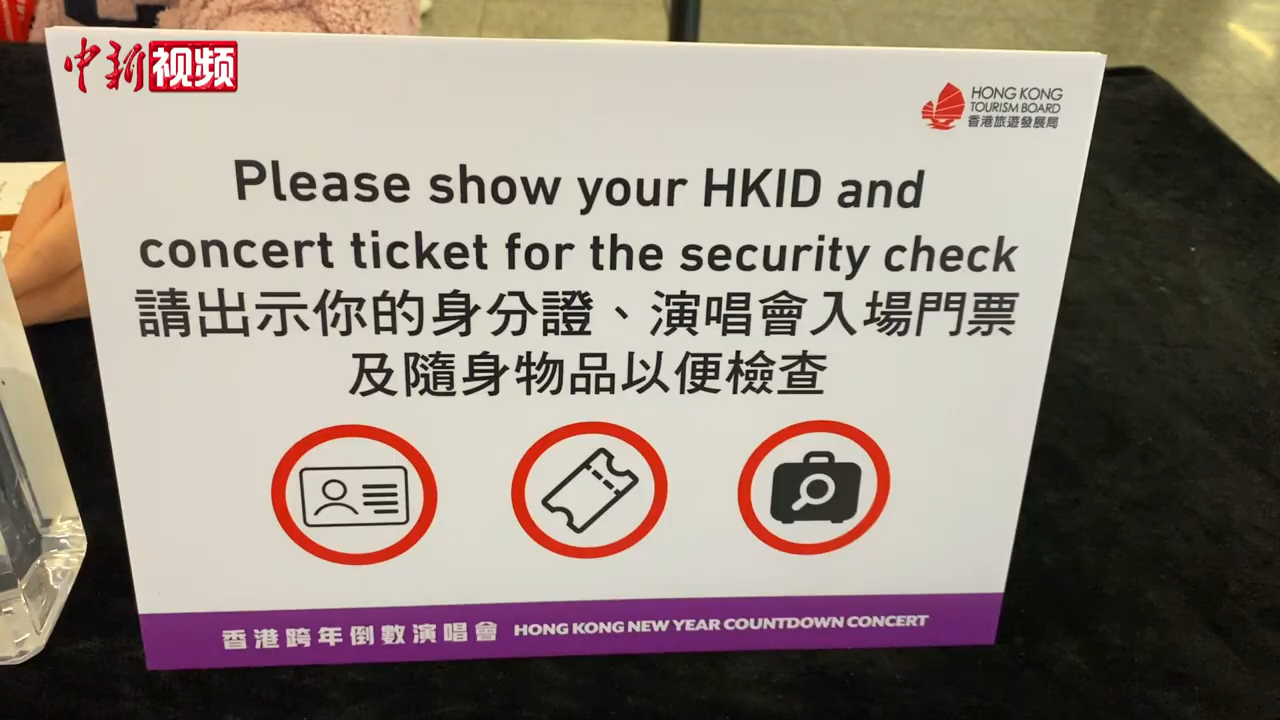 中新视频
HONG KONG
TOURISM BOARD
香港旅遊發展局
Please show your HKID and
concert ticket for the security check
請出示你的身分證、演唱會入場門票
及隨身物品以便檢查
香港跨年倒數演唱會 HONG KONG NEW YEAR COUNTDOWN CONCERT